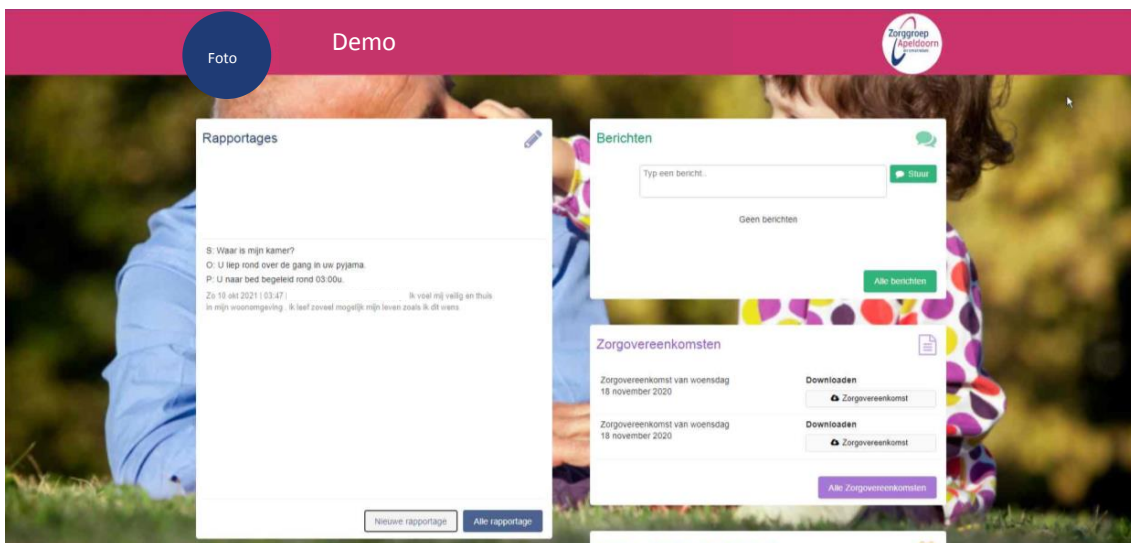 Foto
Demo
Zorggroep
Apeldoorn
Rapportages
S: Waar is mijn kamer?
O: U liep rond over de gang in uw pyjama.
P: U naar bed begeleid rond 03:00u.
Zo 10 okt 2021 | 03:47 | Ik voel mij veilig en thuis
in mijn woonomgeving. Ik leef zoveel mogelijk mijn leven zoals ik dit wens
Nieuwe rapportage
Alle rapportage
Berichten
Typ een bericht..
Stuur
Geen berichten
Alle berichten
Zorgovereenkomsten
Zorgovereenkomst van woensdag
18 november 2020
Downloaden
Zorgovereenkomst
Zorgovereenkomst van woensdag
18 november 2020
Downloaden
Zorgovereenkomst
Alle Zorgovereenkomsten